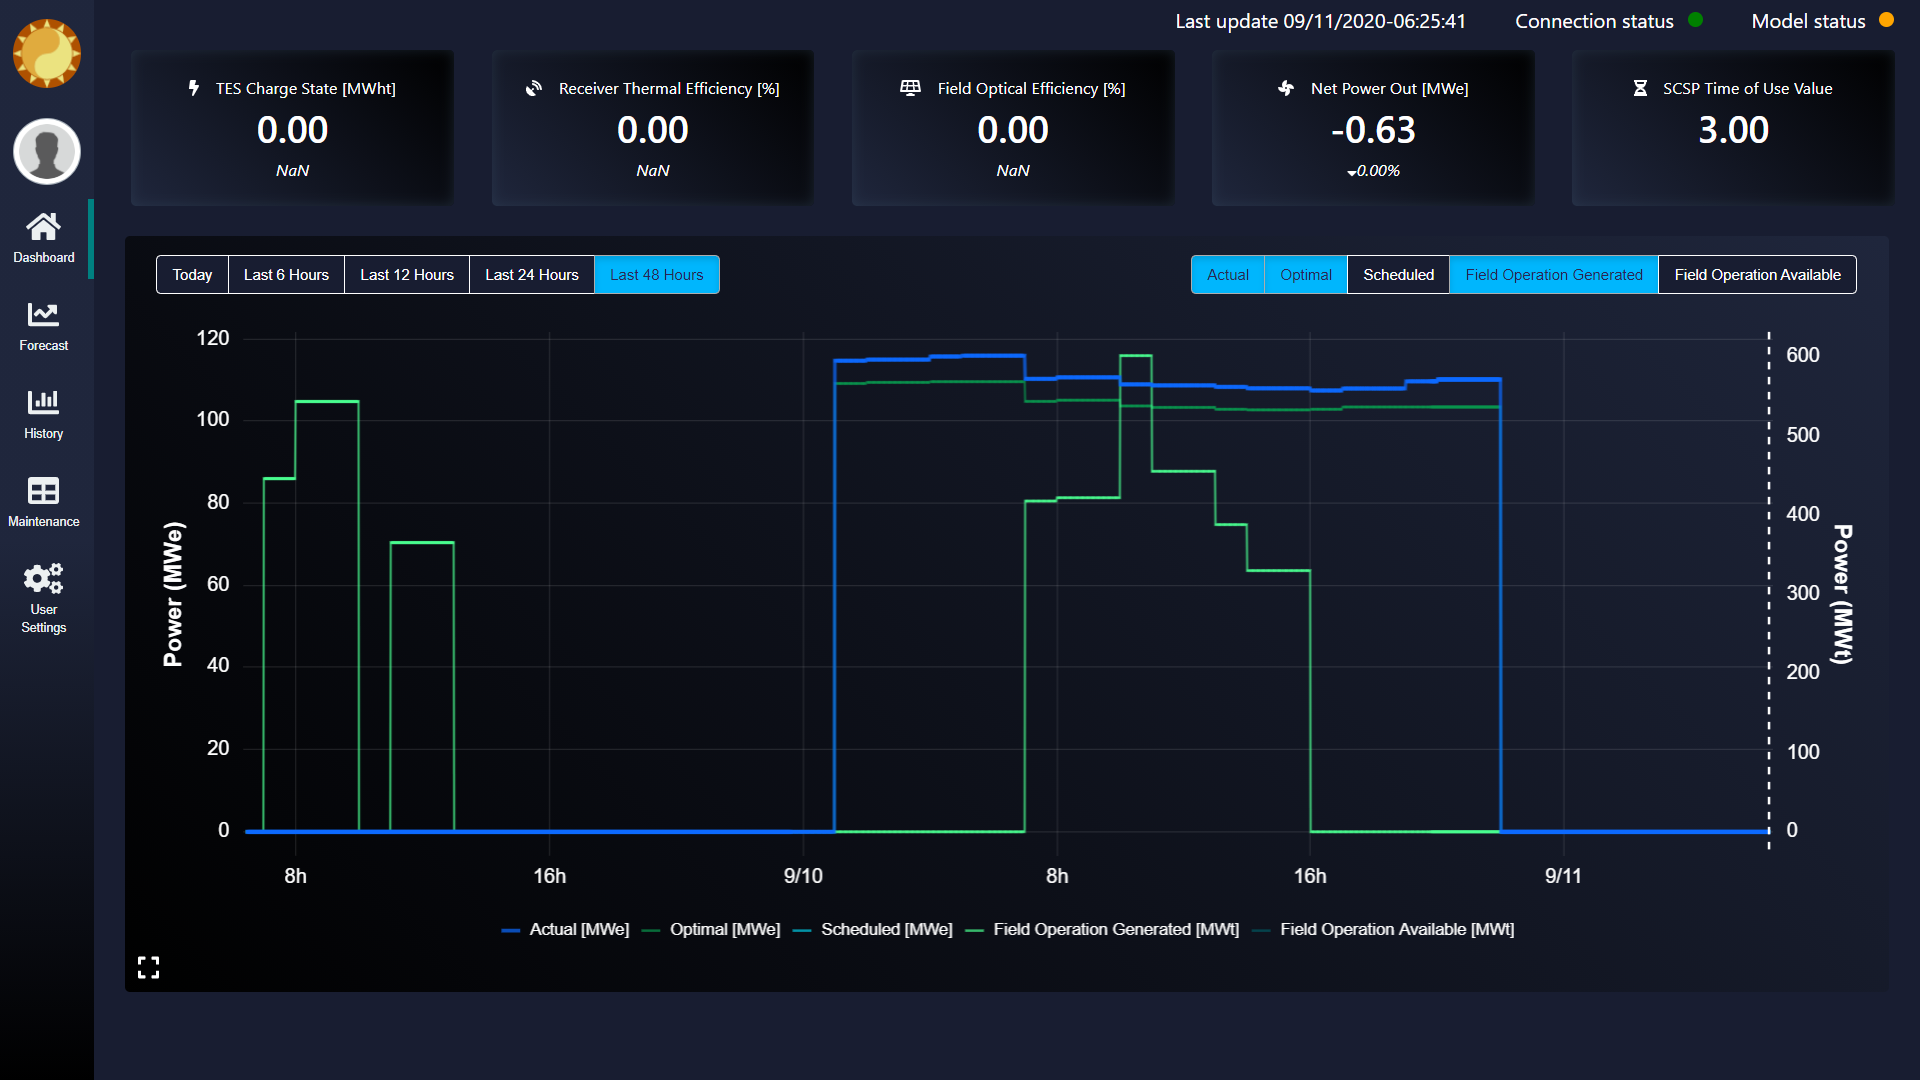 Last update 09/11/2020-06:25:41 Connection status Model status
TES Charge State [MWht]
0.00
NaN
Receiver Thermal Efficiency [%]
0.00
NaN
Field Optical Efficiency [%]
0.00
NaN
Net Power Out [MWe]
-0.63
0.00%
SCSP Time of Use Value
3.00
Dashboard
Forecast
History
Maintenance
User
Settings
Today Last 6 Hours Last 12 Hours Last 24 Hours Last 48 Hours
Actual Optimal Scheduled Field Operation Generated Field Operation Available
Power (MWe)
120
100
80
60
40
20
0
600
500
400
300
200
100
0
Power (MWt)
8h 16h 9/10 8h 16h 9/11
Actual [MWe] Optimal [MWe] Scheduled [MWe] Field Operation Generated [MWt] Field Operation Available [MWt]